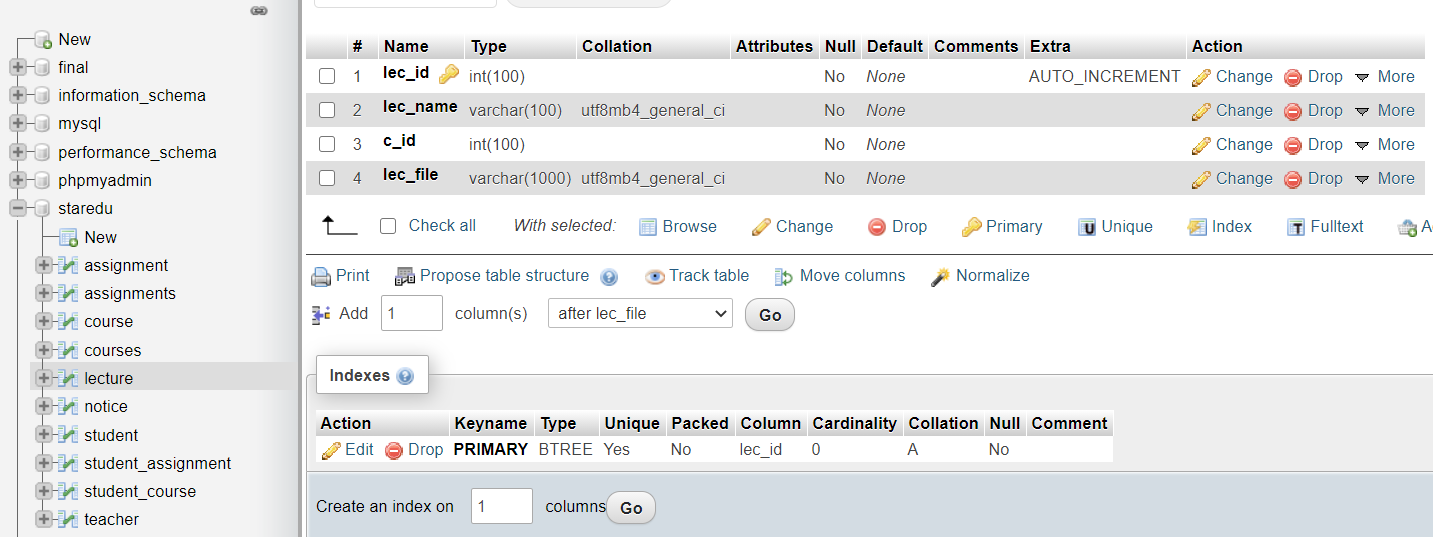 New
final
information_schema
mysql
performance_schema
phpmyadmin
staredu
New
assignment
assignments
course
courses
lecture
notice
student
student_assignment
student_course
teacher
# Name Type Collation Attributes Null Default Comments Extra Action
1 lec_id int(100) No None AUTO_INCREMENT Change Drop More
2 lec_name varchar(100) utf8mb4_general_ci No None Change Drop More
3 c_id int(100) No None Change Drop More
4 lec_file varchar(1000) utf8mb4_general_ci No None Change Drop More
Check all With selected: Browse Change Drop Primary U Unique Index T Fulltext
Print Propose table structure Track table Move columns Normalize
Add 1 column(s) after lec_file Go
Indexes
Action Keyname Type Unique Packed Column Cardinality Collation Null Comment
Edit Drop PRIMARY BTREE Yes No lec_id 0 A No
Create an index on 1 columns Go